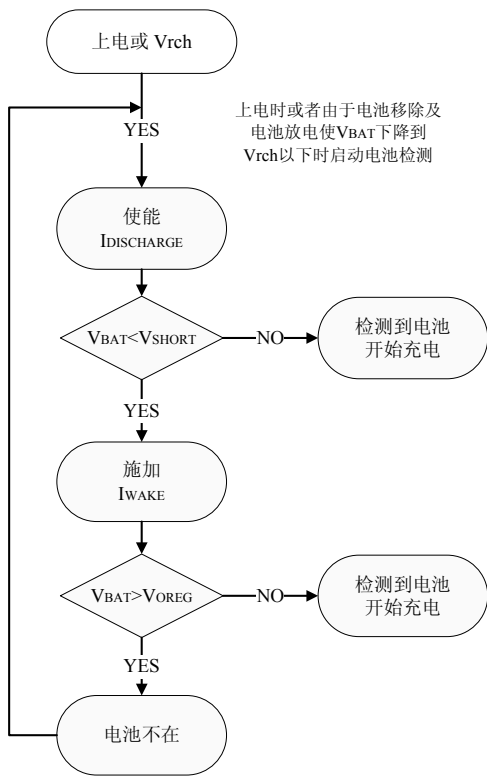 上电或 Vrch
YES
上电时或者由于电池移除及
电池放电使VBAT下降到
Vrch以下时启动电池检测
使能
IDISCHARGE
VBAT<VSHORT
NO
检测到电池
开始充电
YES
施加
IWAKE
VBAT>VOREG
NO
检测到电池
开始充电
YES
电池不在